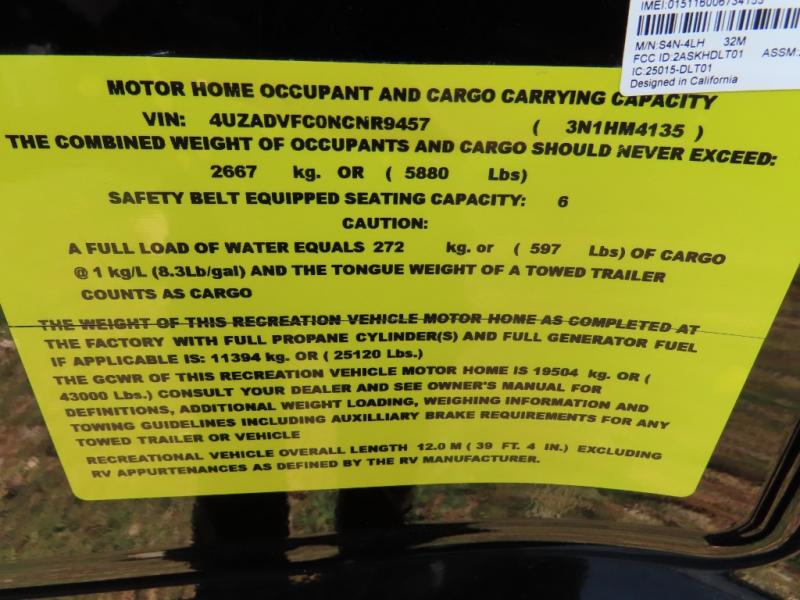 IMEI:015116006734153
M/N:S4N-4LH 32M
FCC ID:2ASKHDLT01 ASSM:
IC:25015-DLT01
Designed in California
MOTOR HOME OCCUPANT AND CARGO CARRYING CAPACITY
VIN: 4UZADVFC0NCNR9457 ( 3N1HM4135 )
THE COMBINED WEIGHT OF OCCUPANTS AND CARGO SHOULD NEVER EXCEED:
2667 kg. OR ( 5880 Lbs)
SAFETY BELT EQUIPPED SEATING CAPACITY: 6
CAUTION:
A FULL LOAD OF WATER EQUALS 272 kg. or ( 597 Lbs) OF CARGO
@ 1 kg/L (8.3Lb/gal) AND THE TONGUE WEIGHT OF A TOWED TRAILER
COUNTS AS CARGO
THE WEIGHT OF THIS RECREATION VEHICLE MOTOR HOME AS COMPLETED AT
THE FACTORY WITH FULL PROPANE CYLINDER(S) AND FULL GENERATOR FUEL
IF APPLICABLE IS: 11394 kg. OR ( 25120 Lbs.)
THE GCWR OF THIS RECREATION VEHICLE MOTOR HOME IS 19504 kg. OR (
43000 Lbs.) CONSULT YOUR DEALER AND SEE OWNER'S MANUAL FOR
DEFINITIONS, ADDITIONAL WEIGHT LOADING, WEIGHING INFORMATION AND
TOWING GUIDELINES INCLUDING AUXILLIARY BRAKE REQUIREMENTS FOR ANY
TOWED TRAILER OR VEHICLE
RECREATIONAL VEHICLE OVERALL LENGTH 12.0 M ( 39 FT. 4 IN.) EXCLUDING
RV APPURTENANCES AS DEFINED BY THE RV MANUFACTURER.